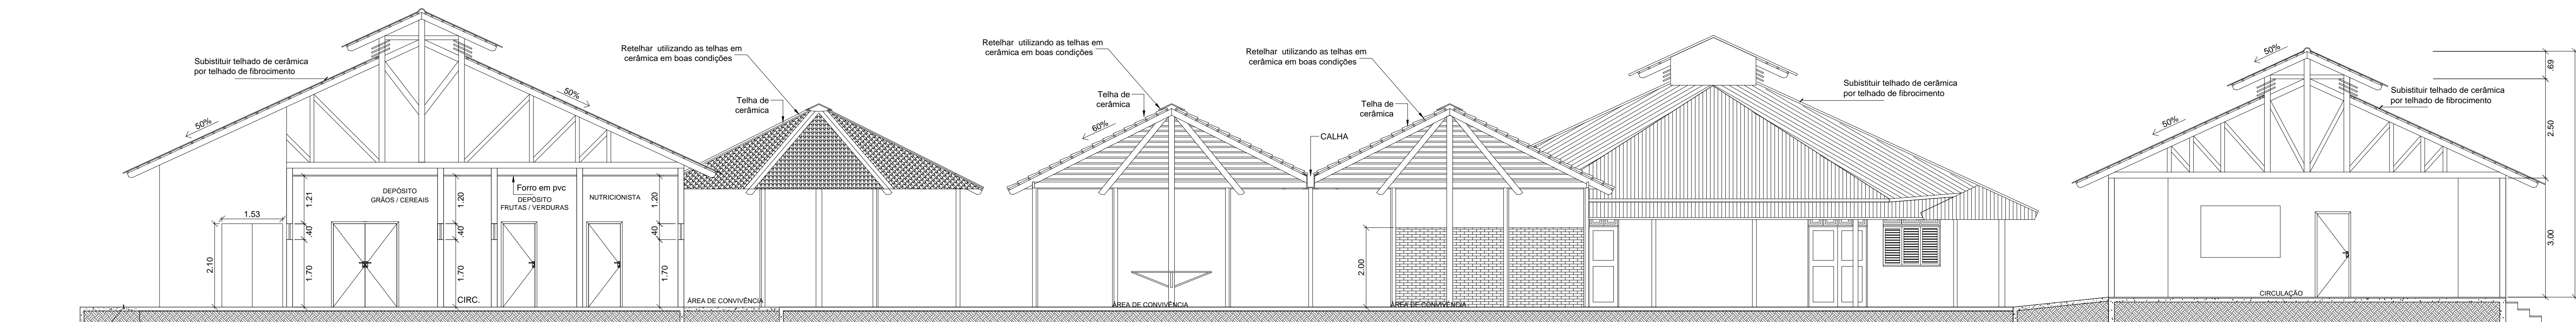 Substituir telhado de cerâmica
por telhado de fibrocimento
50%
50%
1.53
2.10
1.21
.40
1.70
DEPÓSITO
GRÃOS / CEREAIS
1.20
.40
1.70
CIRC.
Forro em pvc
DEPÓSITO
FRUTAS / VERDURAS
NUTRICIONISTA
1.20
.40
1.70
Retelhar utilizando as telhas em
cerâmica em boas condições
Telha de
cerâmica
ÁREA DE CONVIVÊNCIA
Retelhar utilizando as telhas em
cerâmica em boas condições
Telha de
cerâmica
60%
ÁREA DE CONVIVÊNCIA
CALHA
Retelhar utilizando as telhas em
cerâmica em boas condições
Telha de
cerâmica
2.00
ÁREA DE CONVIVÊNCIA
Subistituir telhado de cerâmica
por telhado de fibrocimento
50%
50%
Subistituir telhado de cerâmica
por telhado de fibrocimento
CIRCULAÇÃO
.69
2.50
3.00